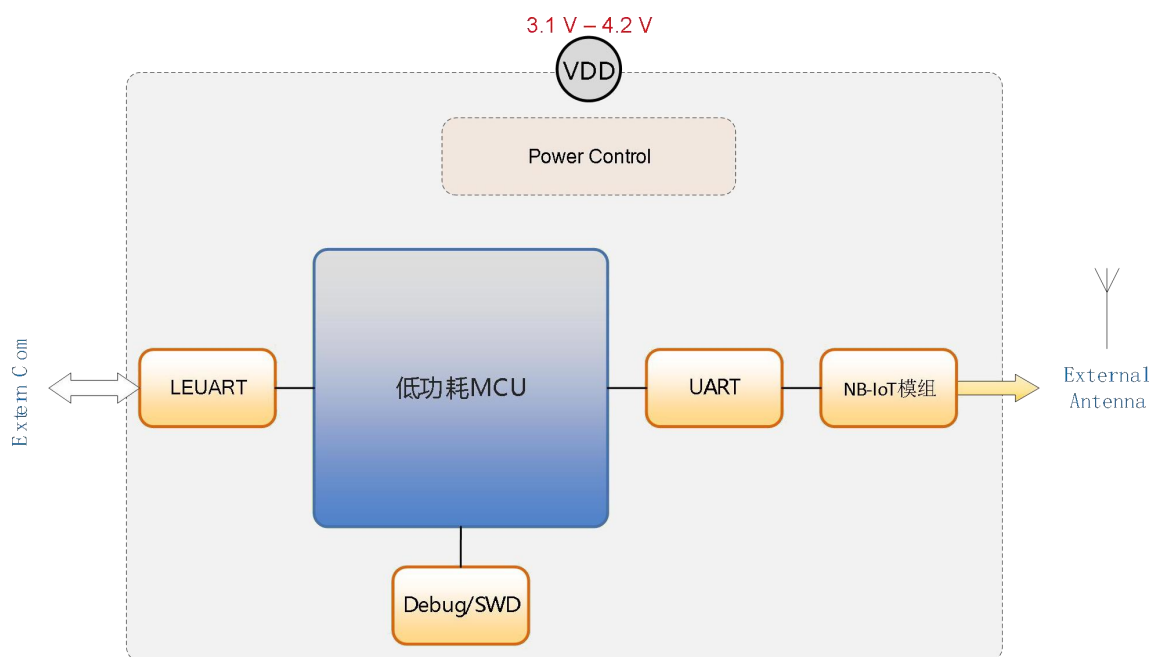 3.1 V – 4.2 V
VDD
Power Control
Extern Com
LEUART
低功耗MCU
UART
NB-IoT模组
External
Antenna
Debug/SWD